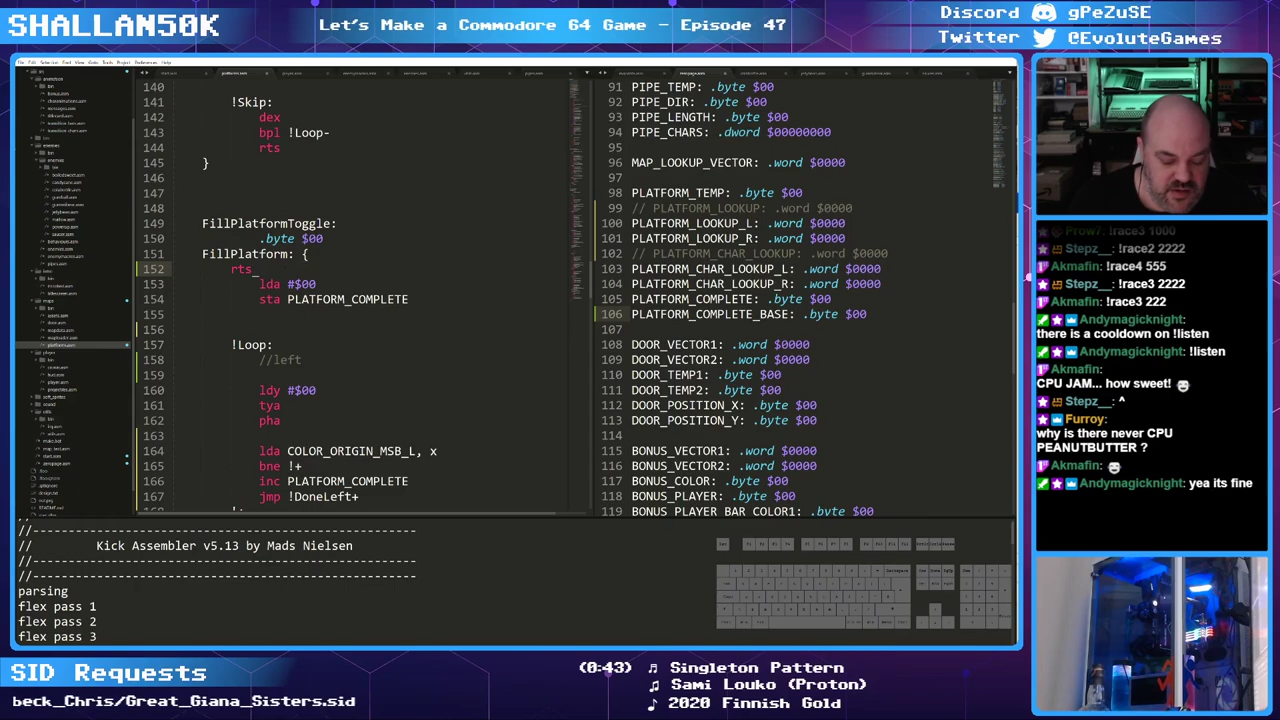 SHALLAN50K
Let's Make a Commodore 64 Game - Episode 47
Discord gPeZuSE
Twitter @EvoluteGames
140
141 !Skip:
142 dex
143 bpl !Loop-
144 rts
145 }
146
147
148
149 FillPlatformToggle:
150 .byte $00
151 FillPlatform: {
152 rts_
153 lda #$00
154 sta PLATFORM_COMPLETE
155
156
157 !Loop:
158 //left
159
160 ldy #$00
161 tya
162 pha
163
164 lda COLOR_ORIGIN_MSB_L, x
165 bne !+
166 inc PLATFORM_COMPLETE
167 jmp !DoneLeft+
91 PIPE_TEMP: .byte $00
92 PIPE_DIR: .byte $00
93 PIPE_LENGTH: .byte $00
94 PIPE_CHARS: .dword $00000000
95
96 MAP_LOOKUP_VECTOR: .word $0000
97
98 PLATFORM_TEMP: .byte $00
99 // PLATFORM_LOOKUP: .word $0000
100 PLATFORM_LOOKUP_L: .word $0000
101 PLATFORM_LOOKUP_R: .word $0000
102 // PLATFORM_CHAR_LOOKUP: .word $0000
103 PLATFORM_CHAR_LOOKUP_L: .word $0000
104 PLATFORM_CHAR_LOOKUP_R: .word $0000
105 PLATFORM_COMPLETE: .byte $00
106 PLATFORM_COMPLETE_BASE: .byte $00
107
108 DOOR_VECTOR1: .word $0000
109 DOOR_VECTOR2: .word $0000
110 DOOR_TEMP1: .byte $00
111 DOOR_TEMP2: .byte $00
112 DOOR_POSITION_X: .byte $00
113 DOOR_POSITION_Y: .byte $00
114
115 BONUS_VECTOR1: .word $0000
116 BONUS_VECTOR2: .word $0000
117 BONUS_COLOR: .byte $00
118 BONUS_PLAYER: .byte $00
119 BONUS_PLAYER_BAR_COLOR1: .byte $00
//------------------------------------------------------
// Kick Assembler v5.13 by Mads Nielsen
//------------------------------------------------------
//------------------------------------------------------
parsing
flex pass 1
flex pass 2
flex pass 3
Prow7: !race3 1000
Stepz__: !race2 2222
Akmafin: !race4 555
Stepz__: !race3 2222
Akmafin: !race3 222
Andymagicknight:
there is a cooldown on !listen
Andymagicknight: !listen
Akmafin:
CPU JAM... how sweet!
Stepz__: ^
Furroy:
why is there never CPU
PEANUTBUTTER ?
Akmafin:
Andymagicknight: yea its fine
SID Requests
beck_Chris/Great_Giana_Sisters.sid
(0:43) Singleton Pattern
Sami Louko (Proton)
2020 Finnish Gold